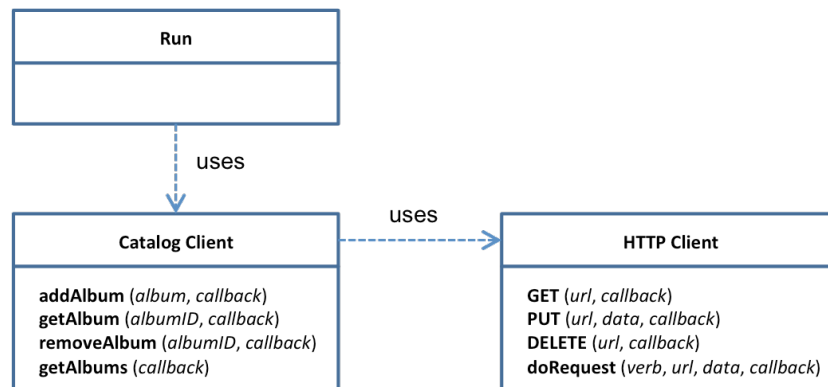 Run
uses
uses
Catalog Client
addAlbum (album, callback)
getAlbum (albumID, callback)
removeAlbum (albumID, callback)
getAlbums (callback)
HTTP Client
GET (url, callback)
PUT (url, data, callback)
DELETE (url, callback)
doRequest (verb, url, data, callback)